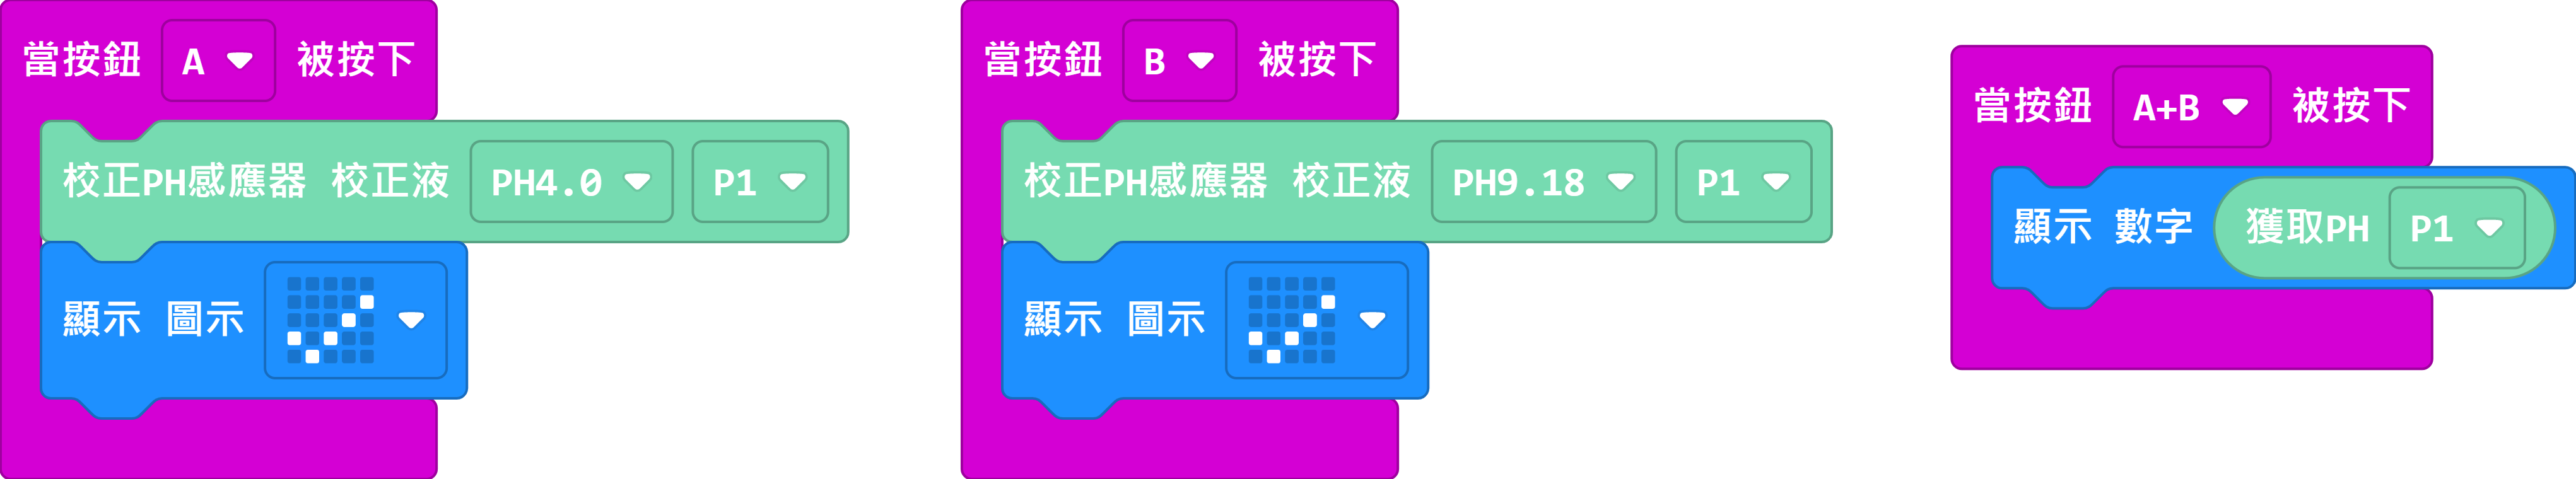 當按鈕 A 被按下
校正PH感應器 校正液 PH4.0 P1
顯示 圖示
當按鈕 B 被按下
校正PH感應器 校正液 PH9.18 P1
顯示 圖示
當按鈕 A+B 被按下
顯示 數字 獲取PH P1